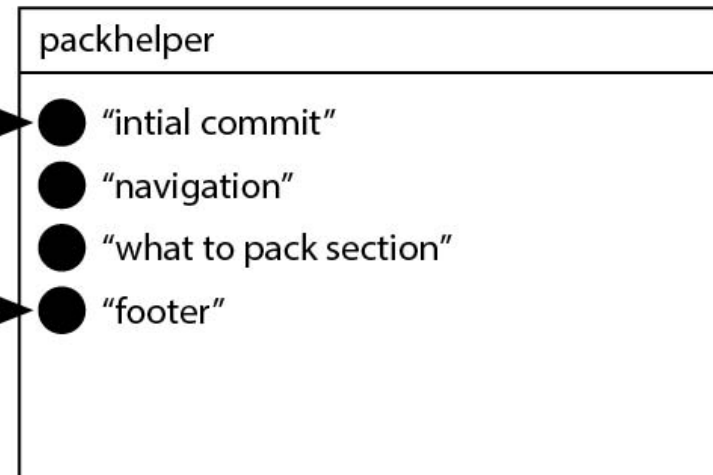 packhelper
“intial commit”
“navigation”
“what to pack section”
“footer”